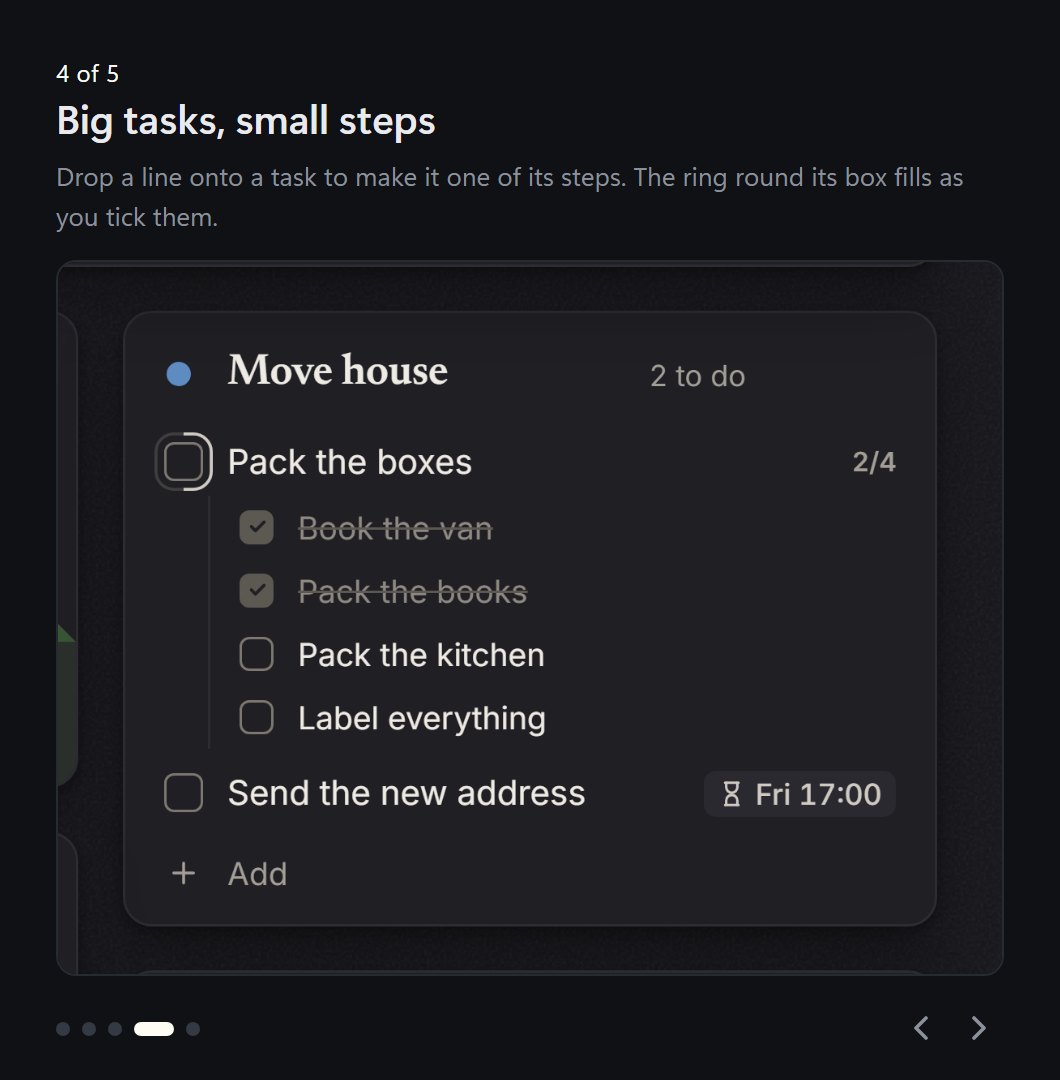 4 of 5
Big tasks, small steps
Drop a line onto a task to make it one of its steps. The ring round its box fills as
you tick them.
Move house
2 to do
Pack the boxes
2/4
Book the van
Pack the books
Pack the kitchen
Label everything
Send the new address
Fri 17:00
Add